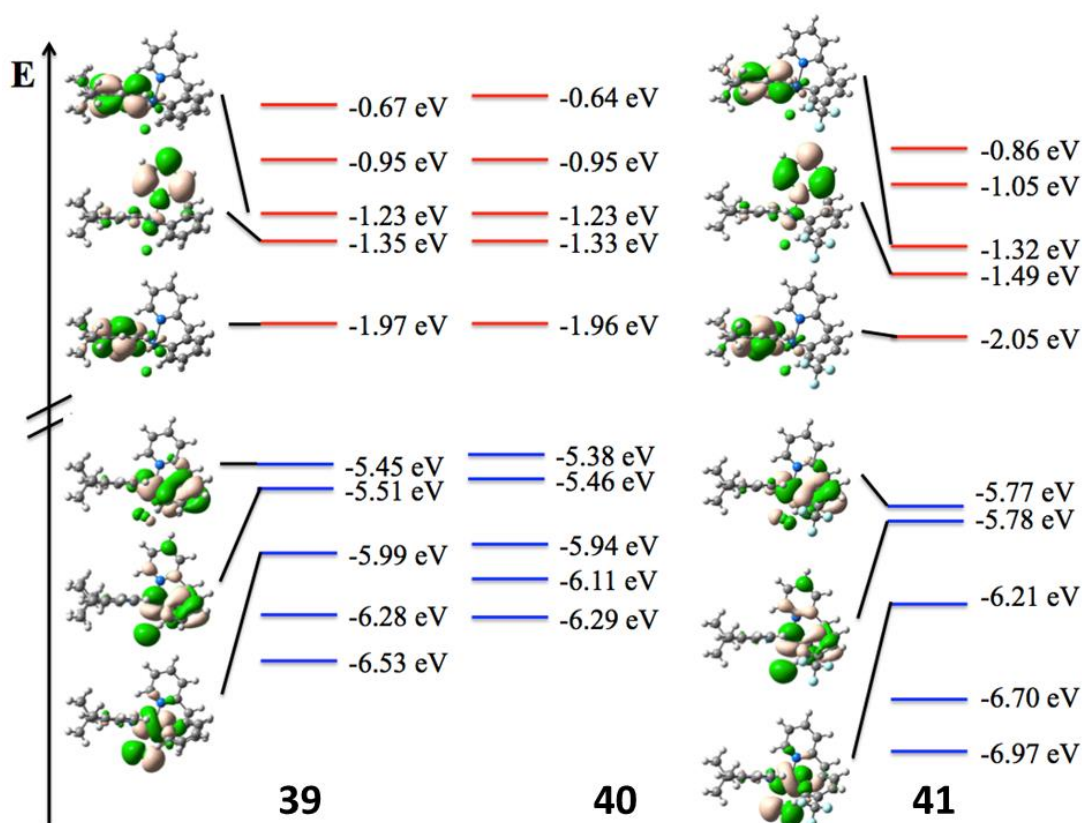 E
-0.67 eV
-0.95 eV
-1.23 eV
-1.35 eV
-1.97 eV
-5.45 eV
-5.51 eV
-5.99 eV
-6.28 eV
-6.53 eV
39
-0.64 eV
-0.95 eV
-1.23 eV
-1.33 eV
-1.96 eV
-5.38 eV
-5.46 eV
-5.94 eV
-6.11 eV
-6.29 eV
40
-0.86 eV
-1.05 eV
-1.32 eV
-1.49 eV
-2.05 eV
-5.77 eV
-5.78 eV
-6.21 eV
-6.70 eV
-6.97 eV
41